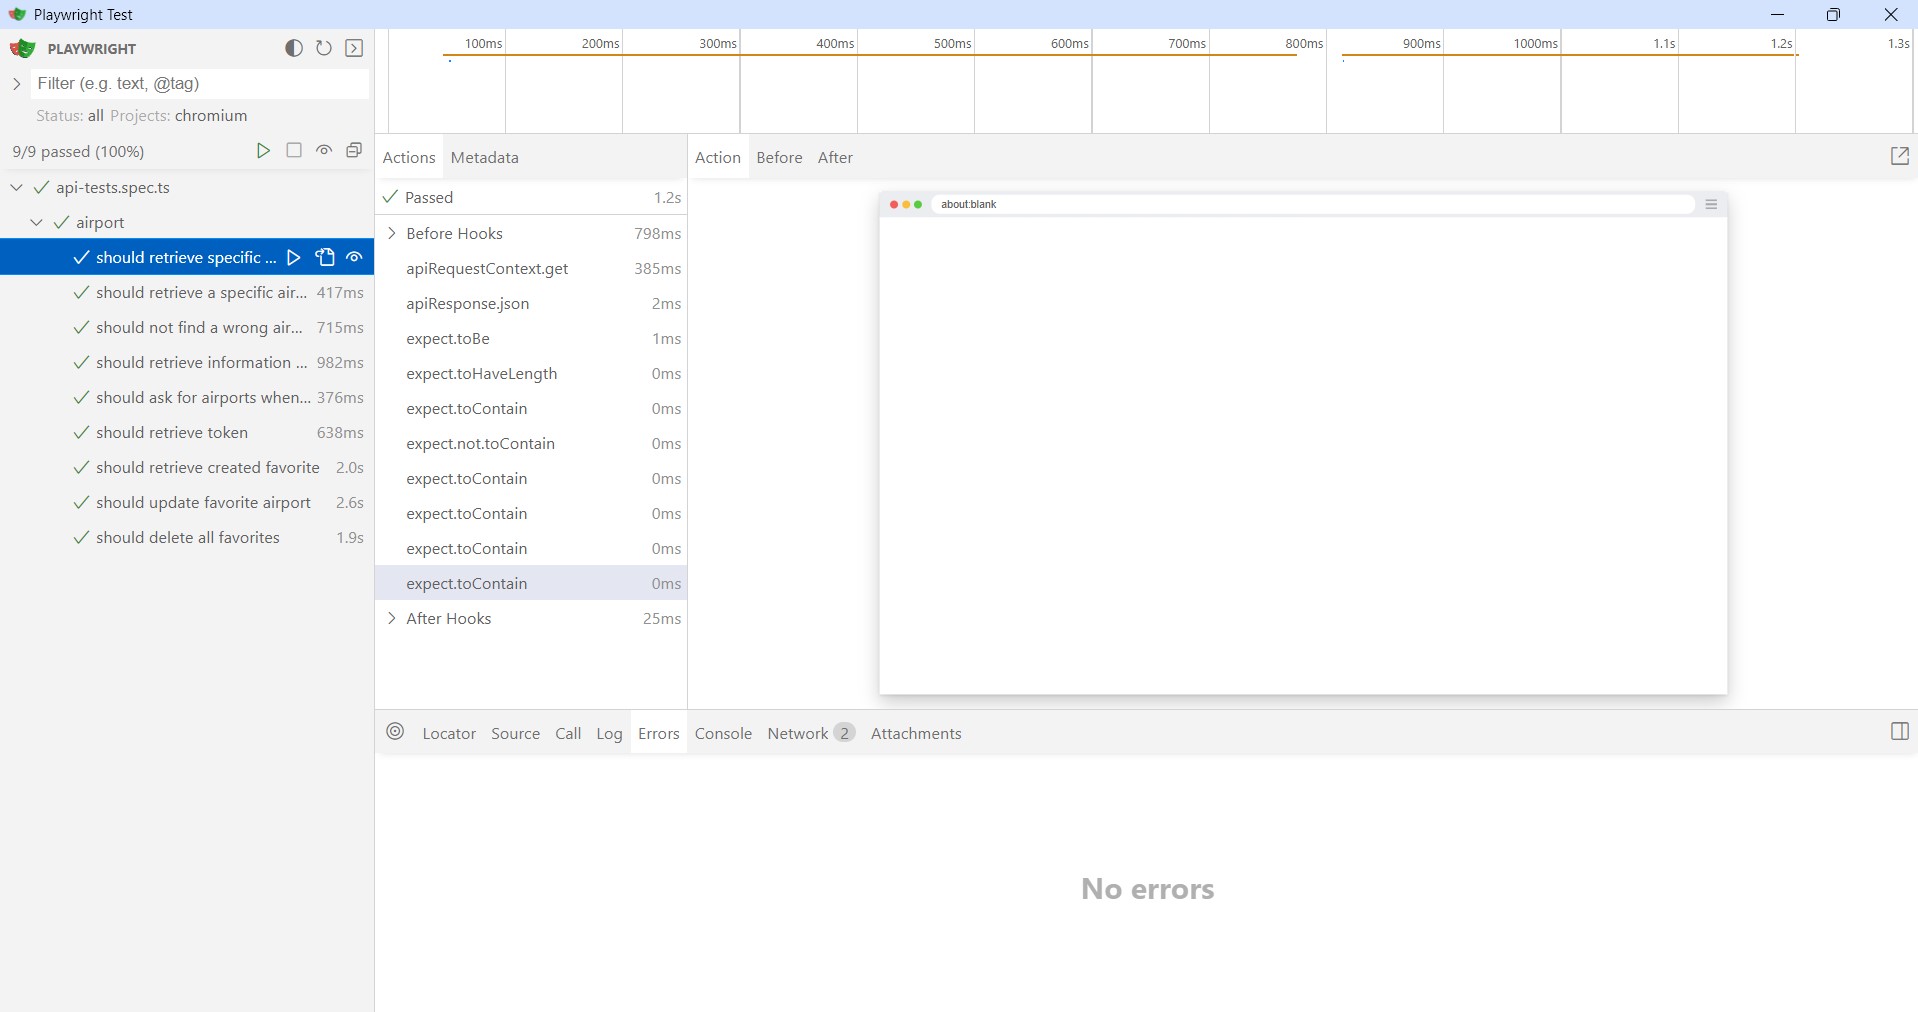 Playwright Test
PLAYWRIGHT
Filter (e.g. text, @tag)
Status: all Projects: chromium
9/9 passed (100%)
api-tests.spec.ts
airport
should retrieve specific ...
should retrieve a specific air... 417ms
should not find a wrong air... 715ms
should retrieve information ... 982ms
should ask for airports when... 376ms
should retrieve token 638ms
should retrieve created favorite 2.0s
should update favorite airport 2.6s
should delete all favorites 1.9s
100ms 200ms 300ms 400ms 500ms 600ms 700ms 800ms 900ms 1000ms 1.1s 1.2s 1.3s
Actions Metadata
Passed 1.2s
Before Hooks 798ms
apiRequestContext.get 385ms
apiResponse.json 2ms
expect.toBe 1ms
expect.toHaveLength 0ms
expect.toContain 0ms
expect.not.toContain 0ms
expect.toContain 0ms
expect.toContain 0ms
expect.toContain 0ms
expect.toContain 0ms
After Hooks 25ms
Action Before After
about:blank
Locator Source Call Log Errors Console Network 2 Attachments
No errors